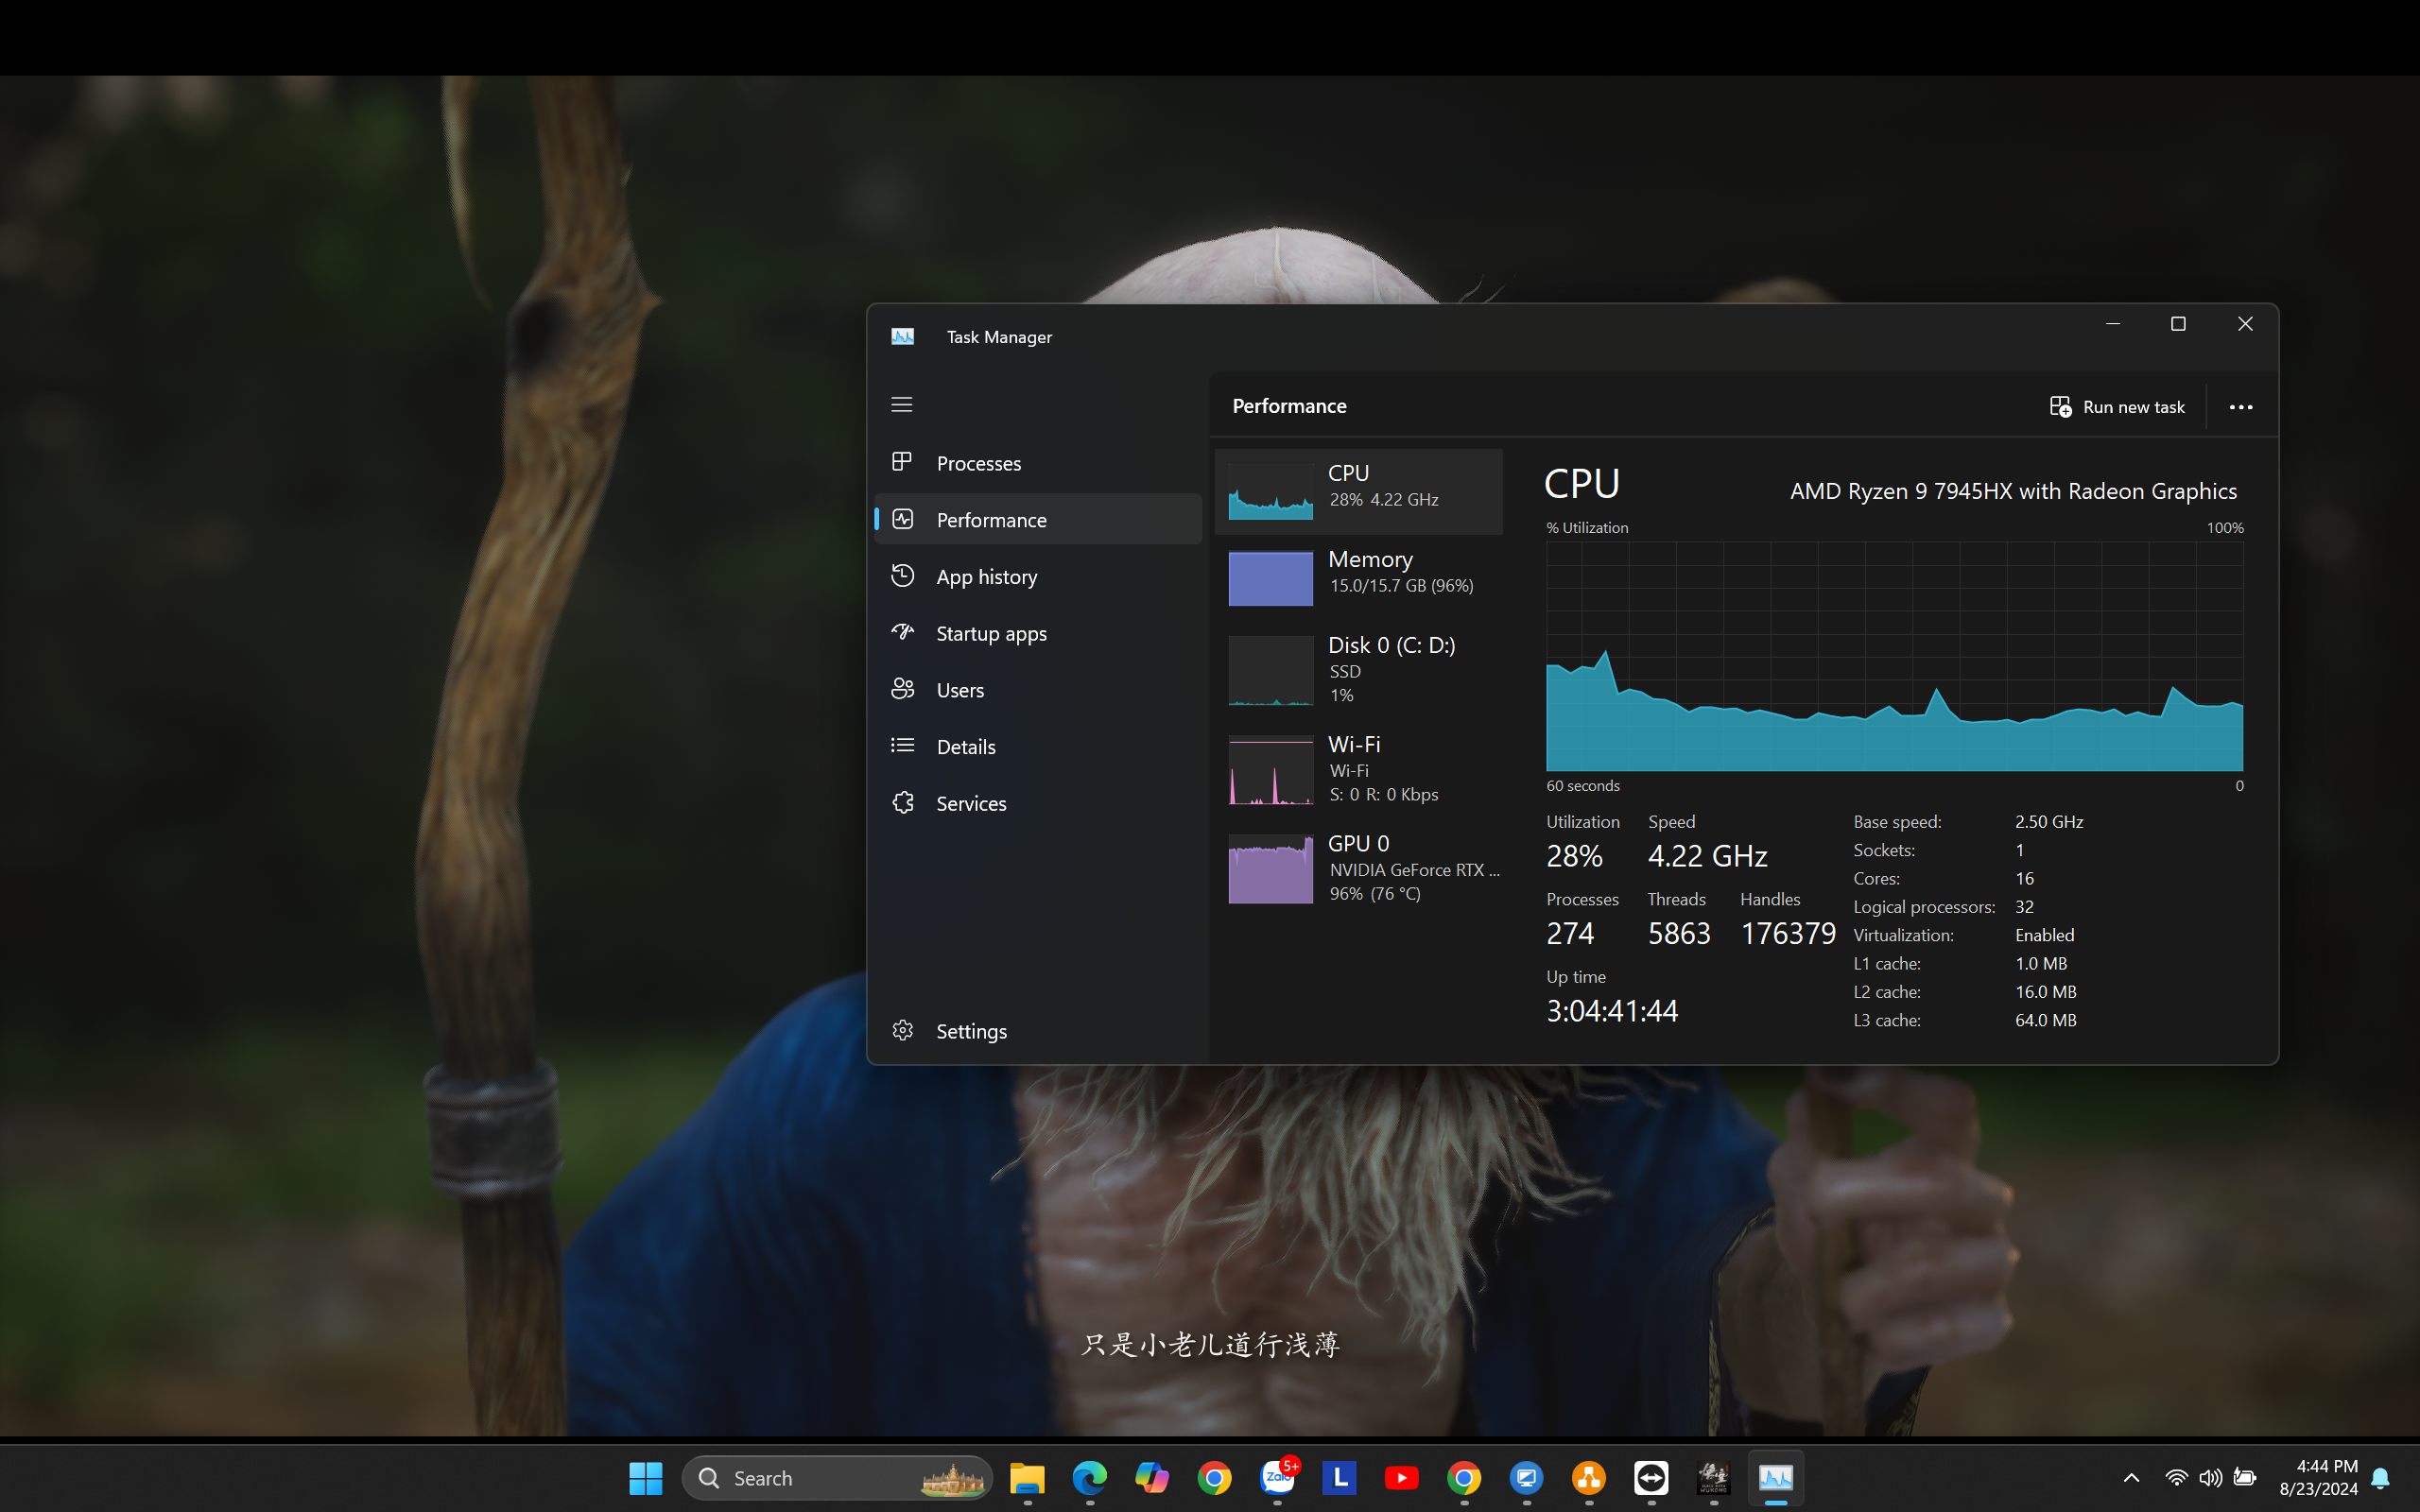 Task Manager
Processes
Performance
App history
Startup apps
Users
Details
Services
Settings
Performance
Run new task
CPU
28% 4.22 GHz
Memory
15.0/15.7 GB (96%)
Disk 0 (C: D:)
SSD
1%
Wi-Fi
Wi-Fi
S: 0 R: 0 Kbps
GPU 0
NVIDIA GeForce RTX ...
96% (76 °C)
CPU
AMD Ryzen 9 7945HX with Radeon Graphics
% Utilization
100%
60 seconds
0
Utilization
28%
Speed
4.22 GHz
Processes
274
Threads
5863
Handles
176379
Up time
3:04:41:44
Base speed: 2.50 GHz
Sockets: 1
Cores: 16
Logical processors: 32
Virtualization: Enabled
L1 cache: 1.0 MB
L2 cache: 16.0 MB
L3 cache: 64.0 MB
只是小老儿道行浅薄
Search
Zalo
5+
L
WUKONG
4:44 PM
8/23/2024